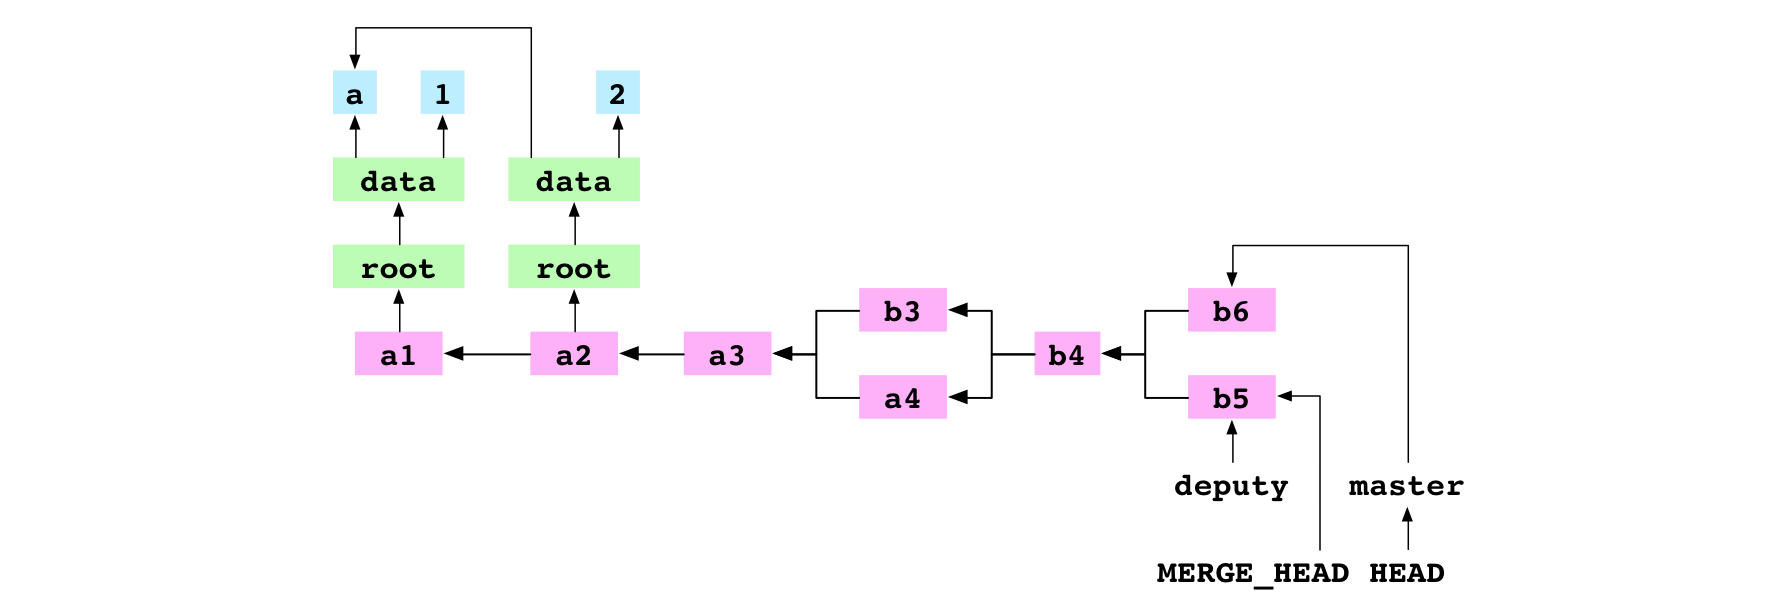 a 1 2
data data
root root
b3 b6
a1 a2 a3 b4
a4 b5
deputy master
MERGE_HEAD HEAD